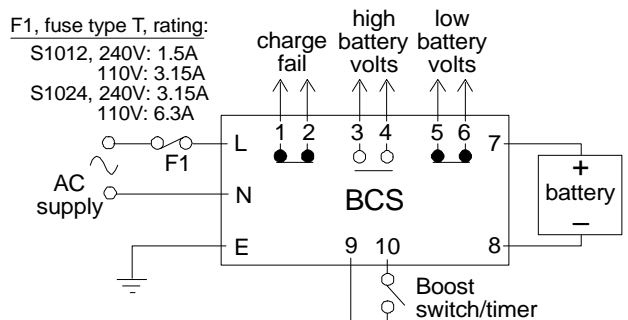 F1, fuse type T, rating:
S1012, 240V: 1.5A
110V: 3.15A
S1024, 240V: 3.15A
110V: 6.3A
charge
fail
high
battery
volts
low
battery
volts
1 2 3 4 5 6
L
F1
7
AC
supply
N
BCS
+
battery
–
E
9 10
8
Boost
switch/timer